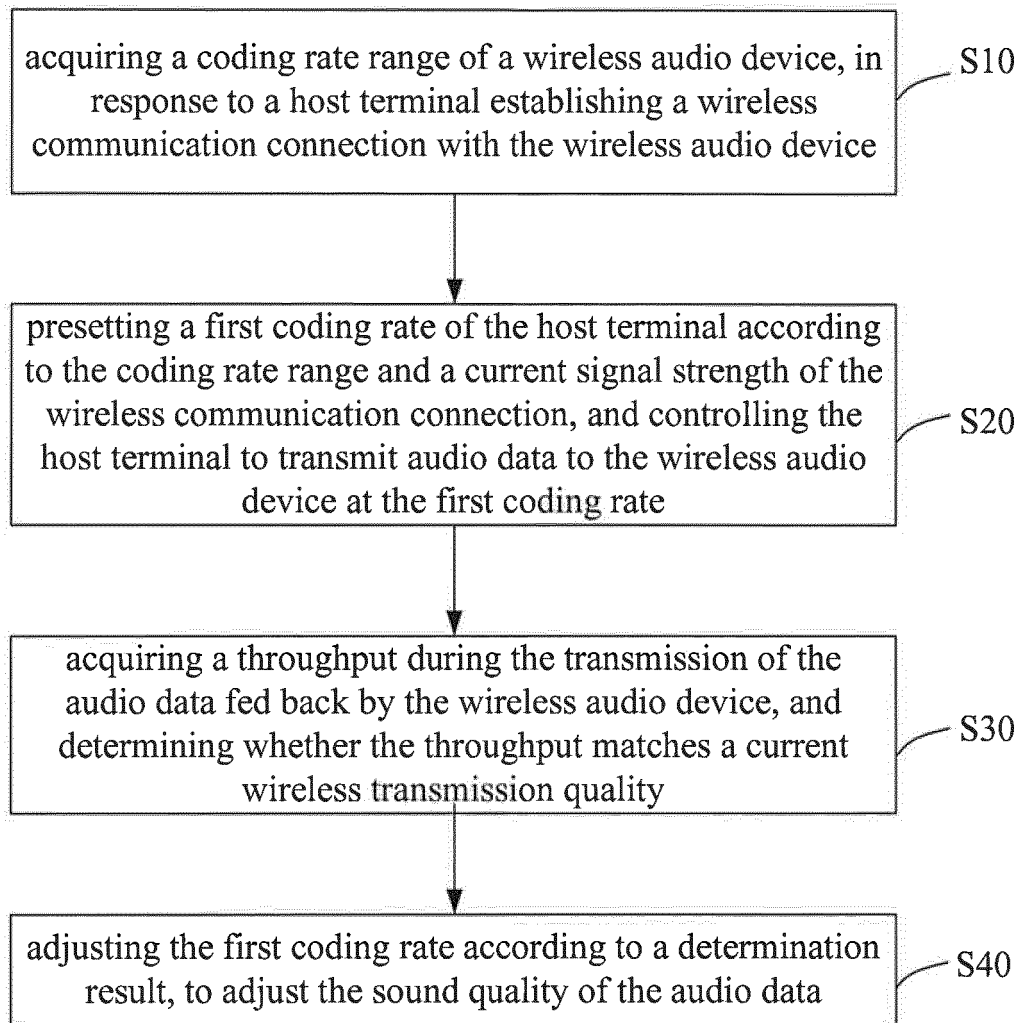 acquiring a coding rate range of a wireless audio device, in
response to a host terminal establishing a wireless
communication connection with the wireless audio device
S10
presetting a first coding rate of the host terminal according
to the coding rate range and a current signal strength of the
wireless communication connection, and controlling the
host terminal to transmit audio data to the wireless audio
device at the first coding rate
S20
acquiring a throughput during the transmission of the
audio data fed back by the wireless audio device, and
determining whether the throughput matches a current
wireless transmission quality
S30
adjusting the first coding rate according to a determination
result, to adjust the sound quality of the audio data
S40